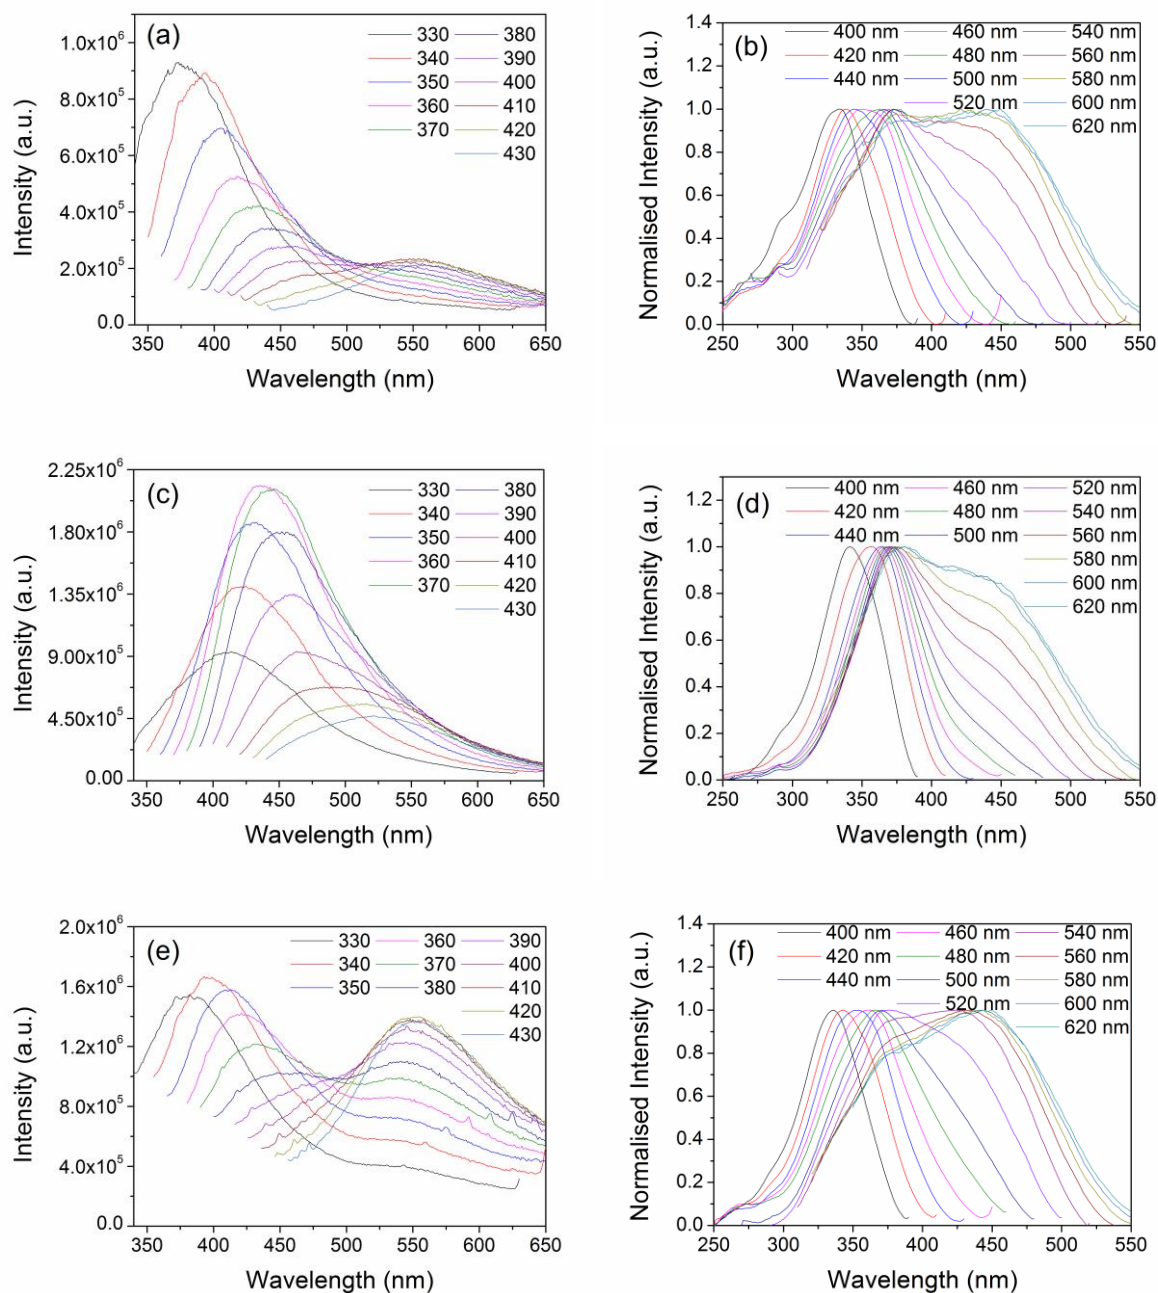 (a)
330 380
340 390
350 400
360 410
370 420
430
1.0x10⁶
8.0x10⁵
6.0x10⁵
4.0x10⁵
2.0x10⁵
0.0
Intensity (a.u.)
350 400 450 500 550 600 650
Wavelength (nm)
(b)
400 nm 460 nm 540 nm
420 nm 480 nm 560 nm
440 nm 500 nm 580 nm
520 nm 600 nm
620 nm
1.4
1.2
1.0
0.8
0.6
0.4
0.2
0.0
Normalised Intensity (a.u.)
250 300 350 400 450 500 550
Wavelength (nm)
(c)
330 380
340 390
350 400
360 410
370 420
430
2.25x10⁶
1.80x10⁶
1.35x10⁶
9.00x10⁵
4.50x10⁵
0.00
Intensity (a.u.)
350 400 450 500 550 600 650
Wavelength (nm)
(d)
400 nm 460 nm 520 nm
420 nm 480 nm 540 nm
440 nm 500 nm 560 nm
580 nm
600 nm
620 nm
1.2
1.0
0.8
0.6
0.4
0.2
0.0
Normalised Intensity (a.u.)
250 300 350 400 450 500 550
Wavelength (nm)
(e)
330 360 390
340 370 400
350 380 410
420
430
2.0x10⁶
1.6x10⁶
1.2x10⁶
8.0x10⁵
4.0x10⁵
0.0
Intensity (a.u.)
350 400 450 500 550 600 650
Wavelength (nm)
(f)
400 nm 460 nm 540 nm
420 nm 480 nm 560 nm
440 nm 500 nm 580 nm
520 nm 600 nm
620 nm
1.4
1.2
1.0
0.8
0.6
0.4
0.2
0.0
Normalised Intensity (a.u.)
250 300 350 400 450 500 550
Wavelength (nm)